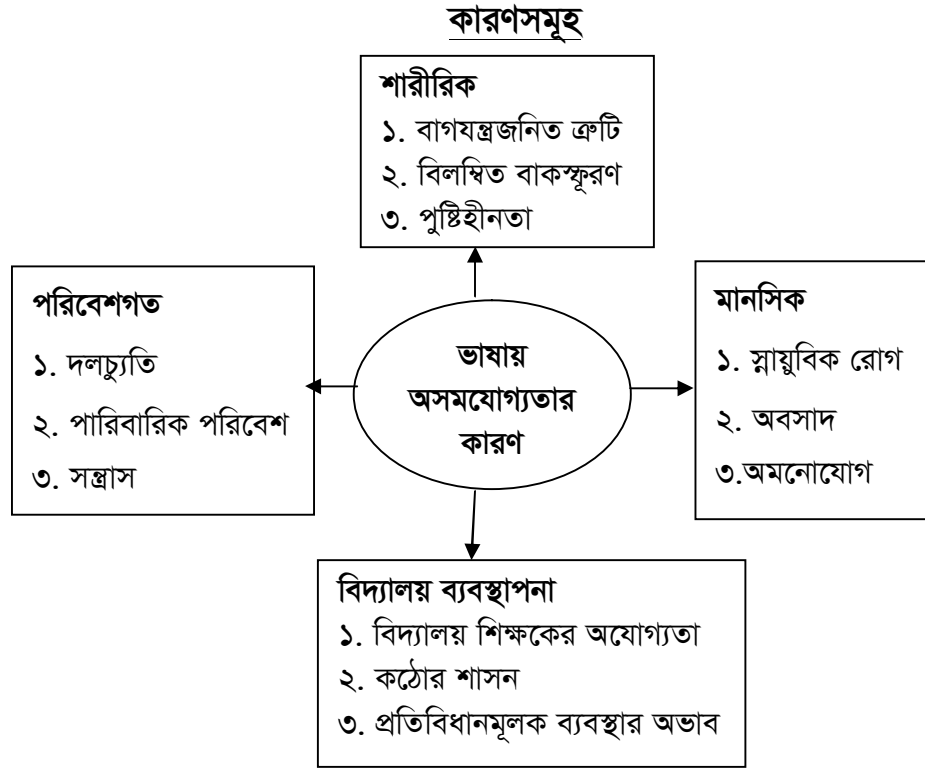 কারণসমূহ
শারীরিক
১. বাগযন্ত্রজনিত ত্রুটি
২. বিলম্বিত বাকস্ফূরণ
৩. পুষ্টিহীনতা
পরিবেশগত
১. দলচ্যুতি
২. পারিবারিক পরিবেশ
৩. সন্ত্রাস
ভাষায়
অসমযোগ্যতার
কারণ
মানসিক
১. স্নায়ুবিক রোগ
২. অবসাদ
৩.অমনোযোগ
বিদ্যালয় ব্যবস্থাপনা
১. বিদ্যালয় শিক্ষকের অযোগ্যতা
২. কঠোর শাসন
৩. প্রতিবিধানমূলক ব্যবস্থার অভাব